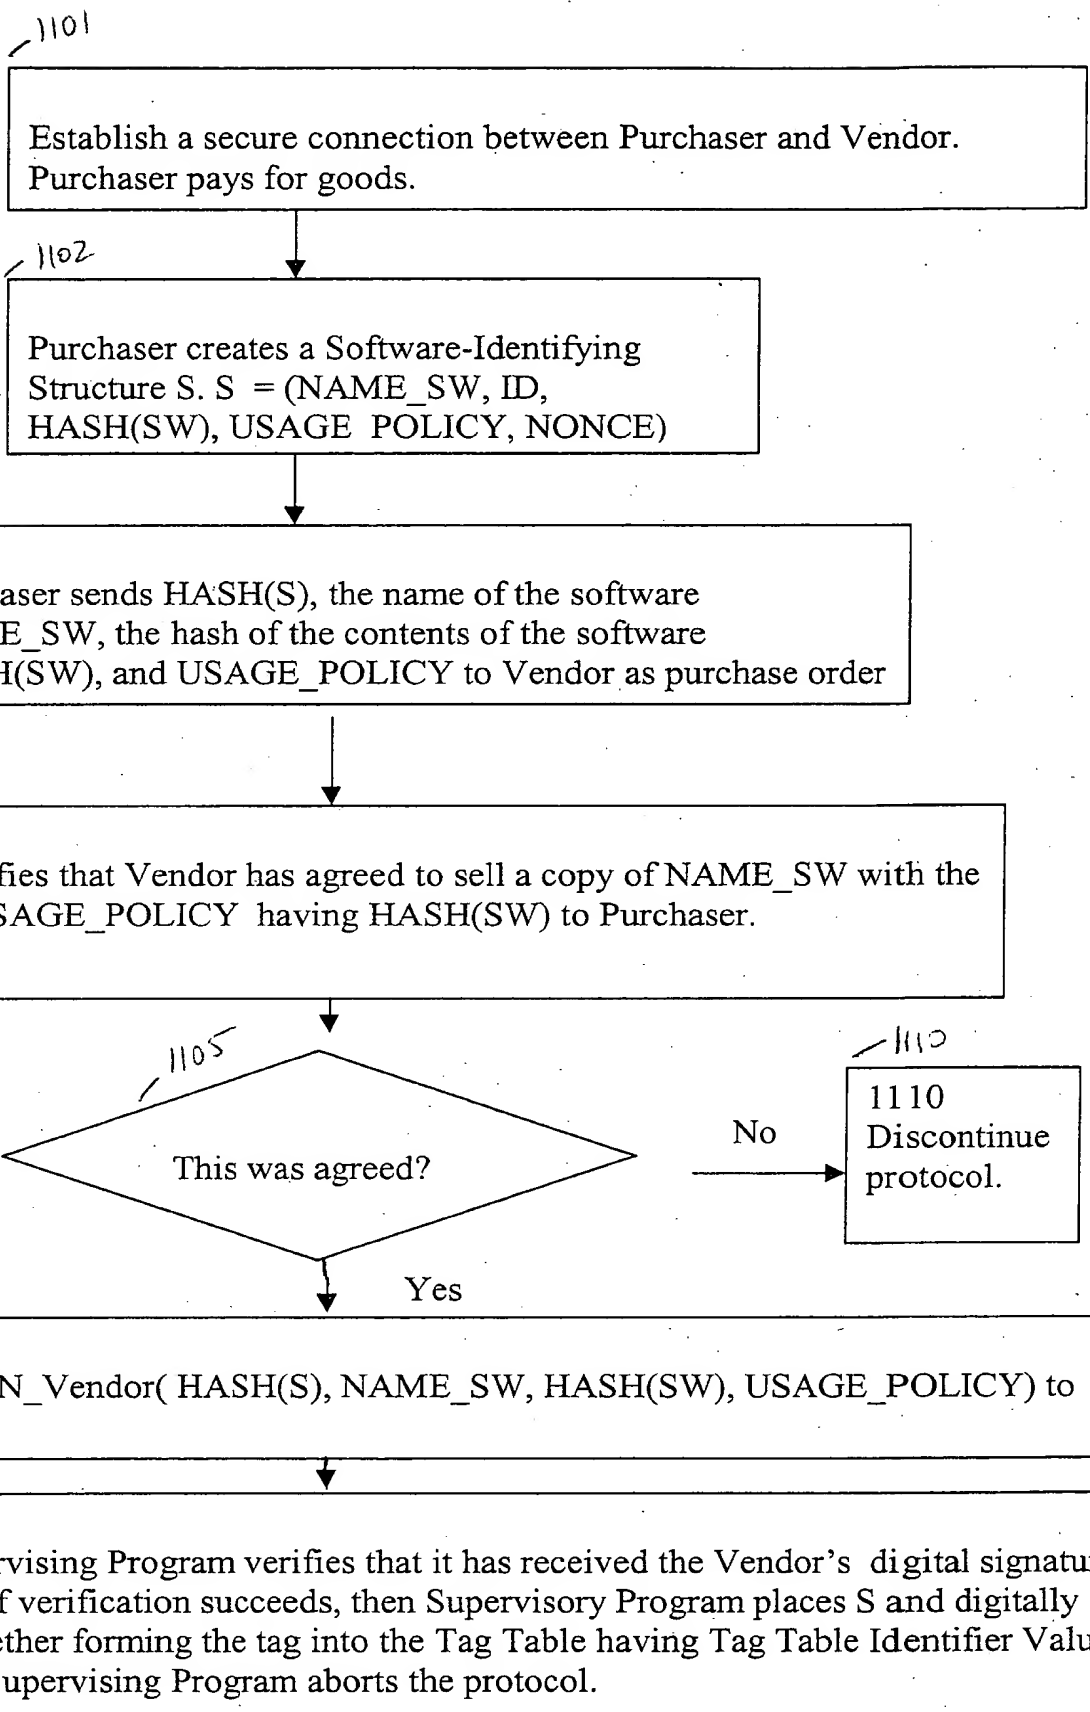 1101
Establish a secure connection between Purchaser and Vendor.
Purchaser pays for goods.
1102
Purchaser creates a Software-Identifying
Structure S. S = (NAME_SW, ID,
HASH(SW), USAGE POLICY, NONCE)
aser sends HASH(S), the name of the software
E_SW, the hash of the contents of the software
H(SW), and USAGE_POLICY to Vendor as purchase order
fies that Vendor has agreed to sell a copy of NAME_SW with the
SAGE_POLICY having HASH(SW) to Purchaser.
1105
This was agreed?
No
1110
1110
Discontinue
protocol.
Yes
N_Vendor( HASH(S), NAME_SW, HASH(SW), USAGE_POLICY) to
rvising Program verifies that it has received the Vendor's digital signatu
f verification succeeds, then Supervisory Program places S and digitally
ether forming the tag into the Tag Table having Tag Table Identifier Valu
upervising Program aborts the protocol.